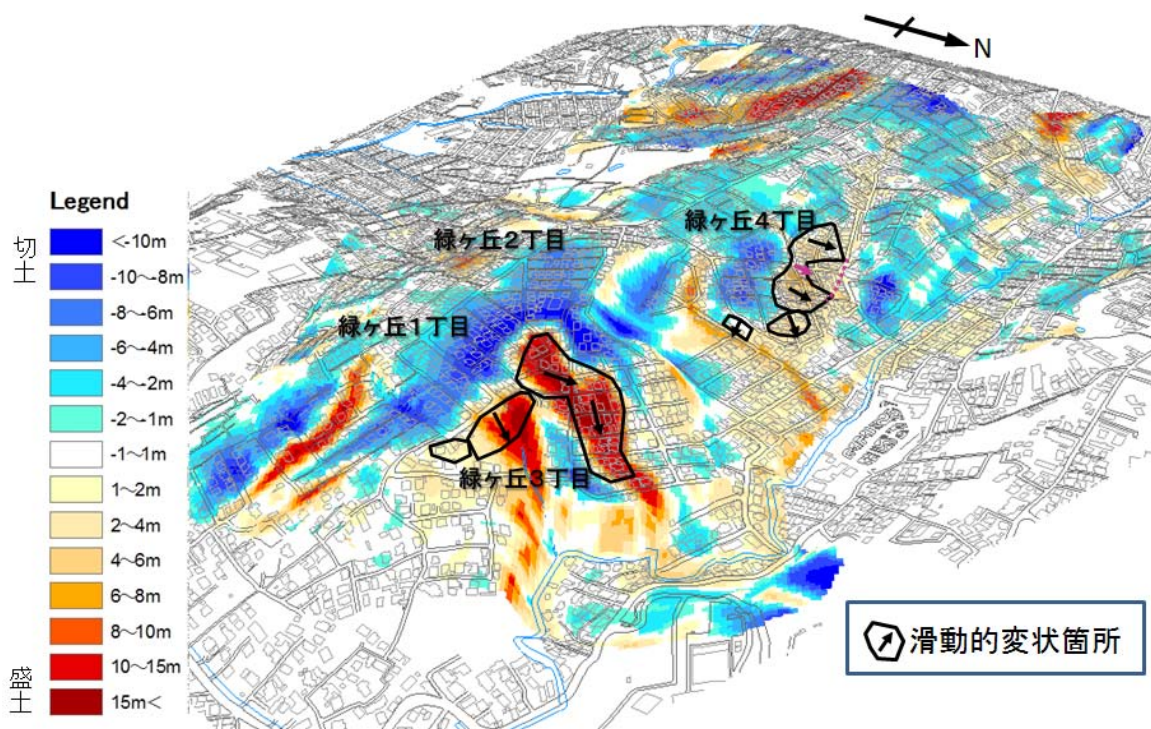 N
Legend
切土
<-10m
-10～-8m
-8～-6m
-6～-4m
-4～-2m
-2～-1m
-1～1m
1～2m
2～4m
4～6m
6～8m
8～10m
10～15m
15m<
盛土
緑ヶ丘4丁目
緑ヶ丘2丁目
緑ヶ丘1丁目
緑ヶ丘3丁目
滑動的変状箇所